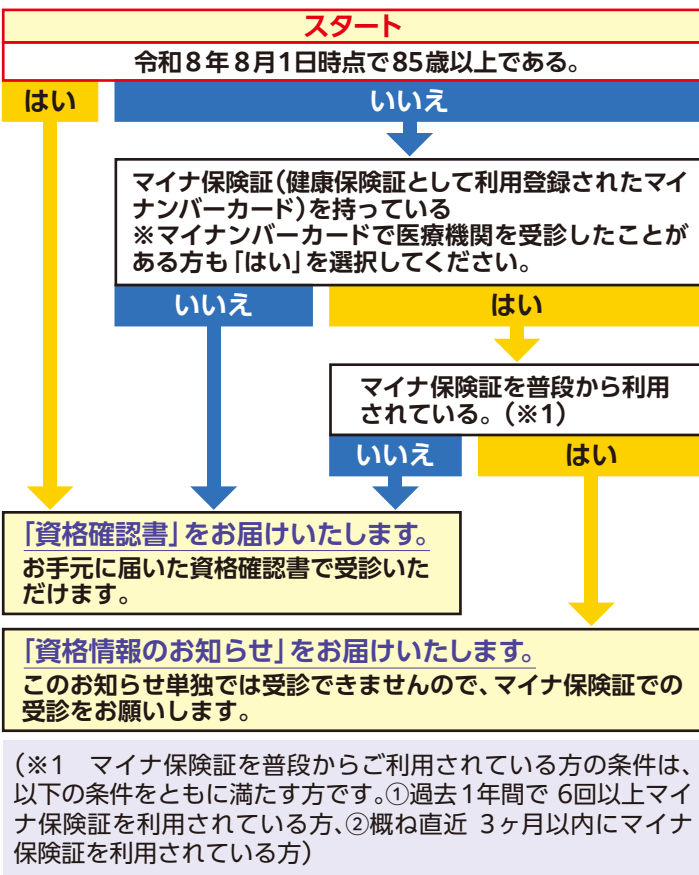 スタート
令和8年8月1日時点で85歳以上である。
はい
いいえ
マイナ保険証(健康保険証として利用登録されたマイ
ナンバーカード)を持っている
※マイナンバーカードで医療機関を受診したことが
ある方も「はい」を選択してください。
いいえ
はい
マイナ保険証を普段から利用
されている。(※1)
いいえ
はい
「資格確認書」をお届けいたします。
お手元に届いた資格確認書で受診いた
だけます。
「資格情報のお知らせ」をお届けいたします。
このお知らせ単独では受診できませんので、マイナ保険証での
受診をお願いします。
(※1 マイナ保険証を普段からご利用されている方の条件は、
以下の条件をともに満たす方です。①過去1年間で 6回以上マイ
ナ保険証を利用されている方、②概ね直近 3ヶ月以内にマイナ
保険証を利用されている方)